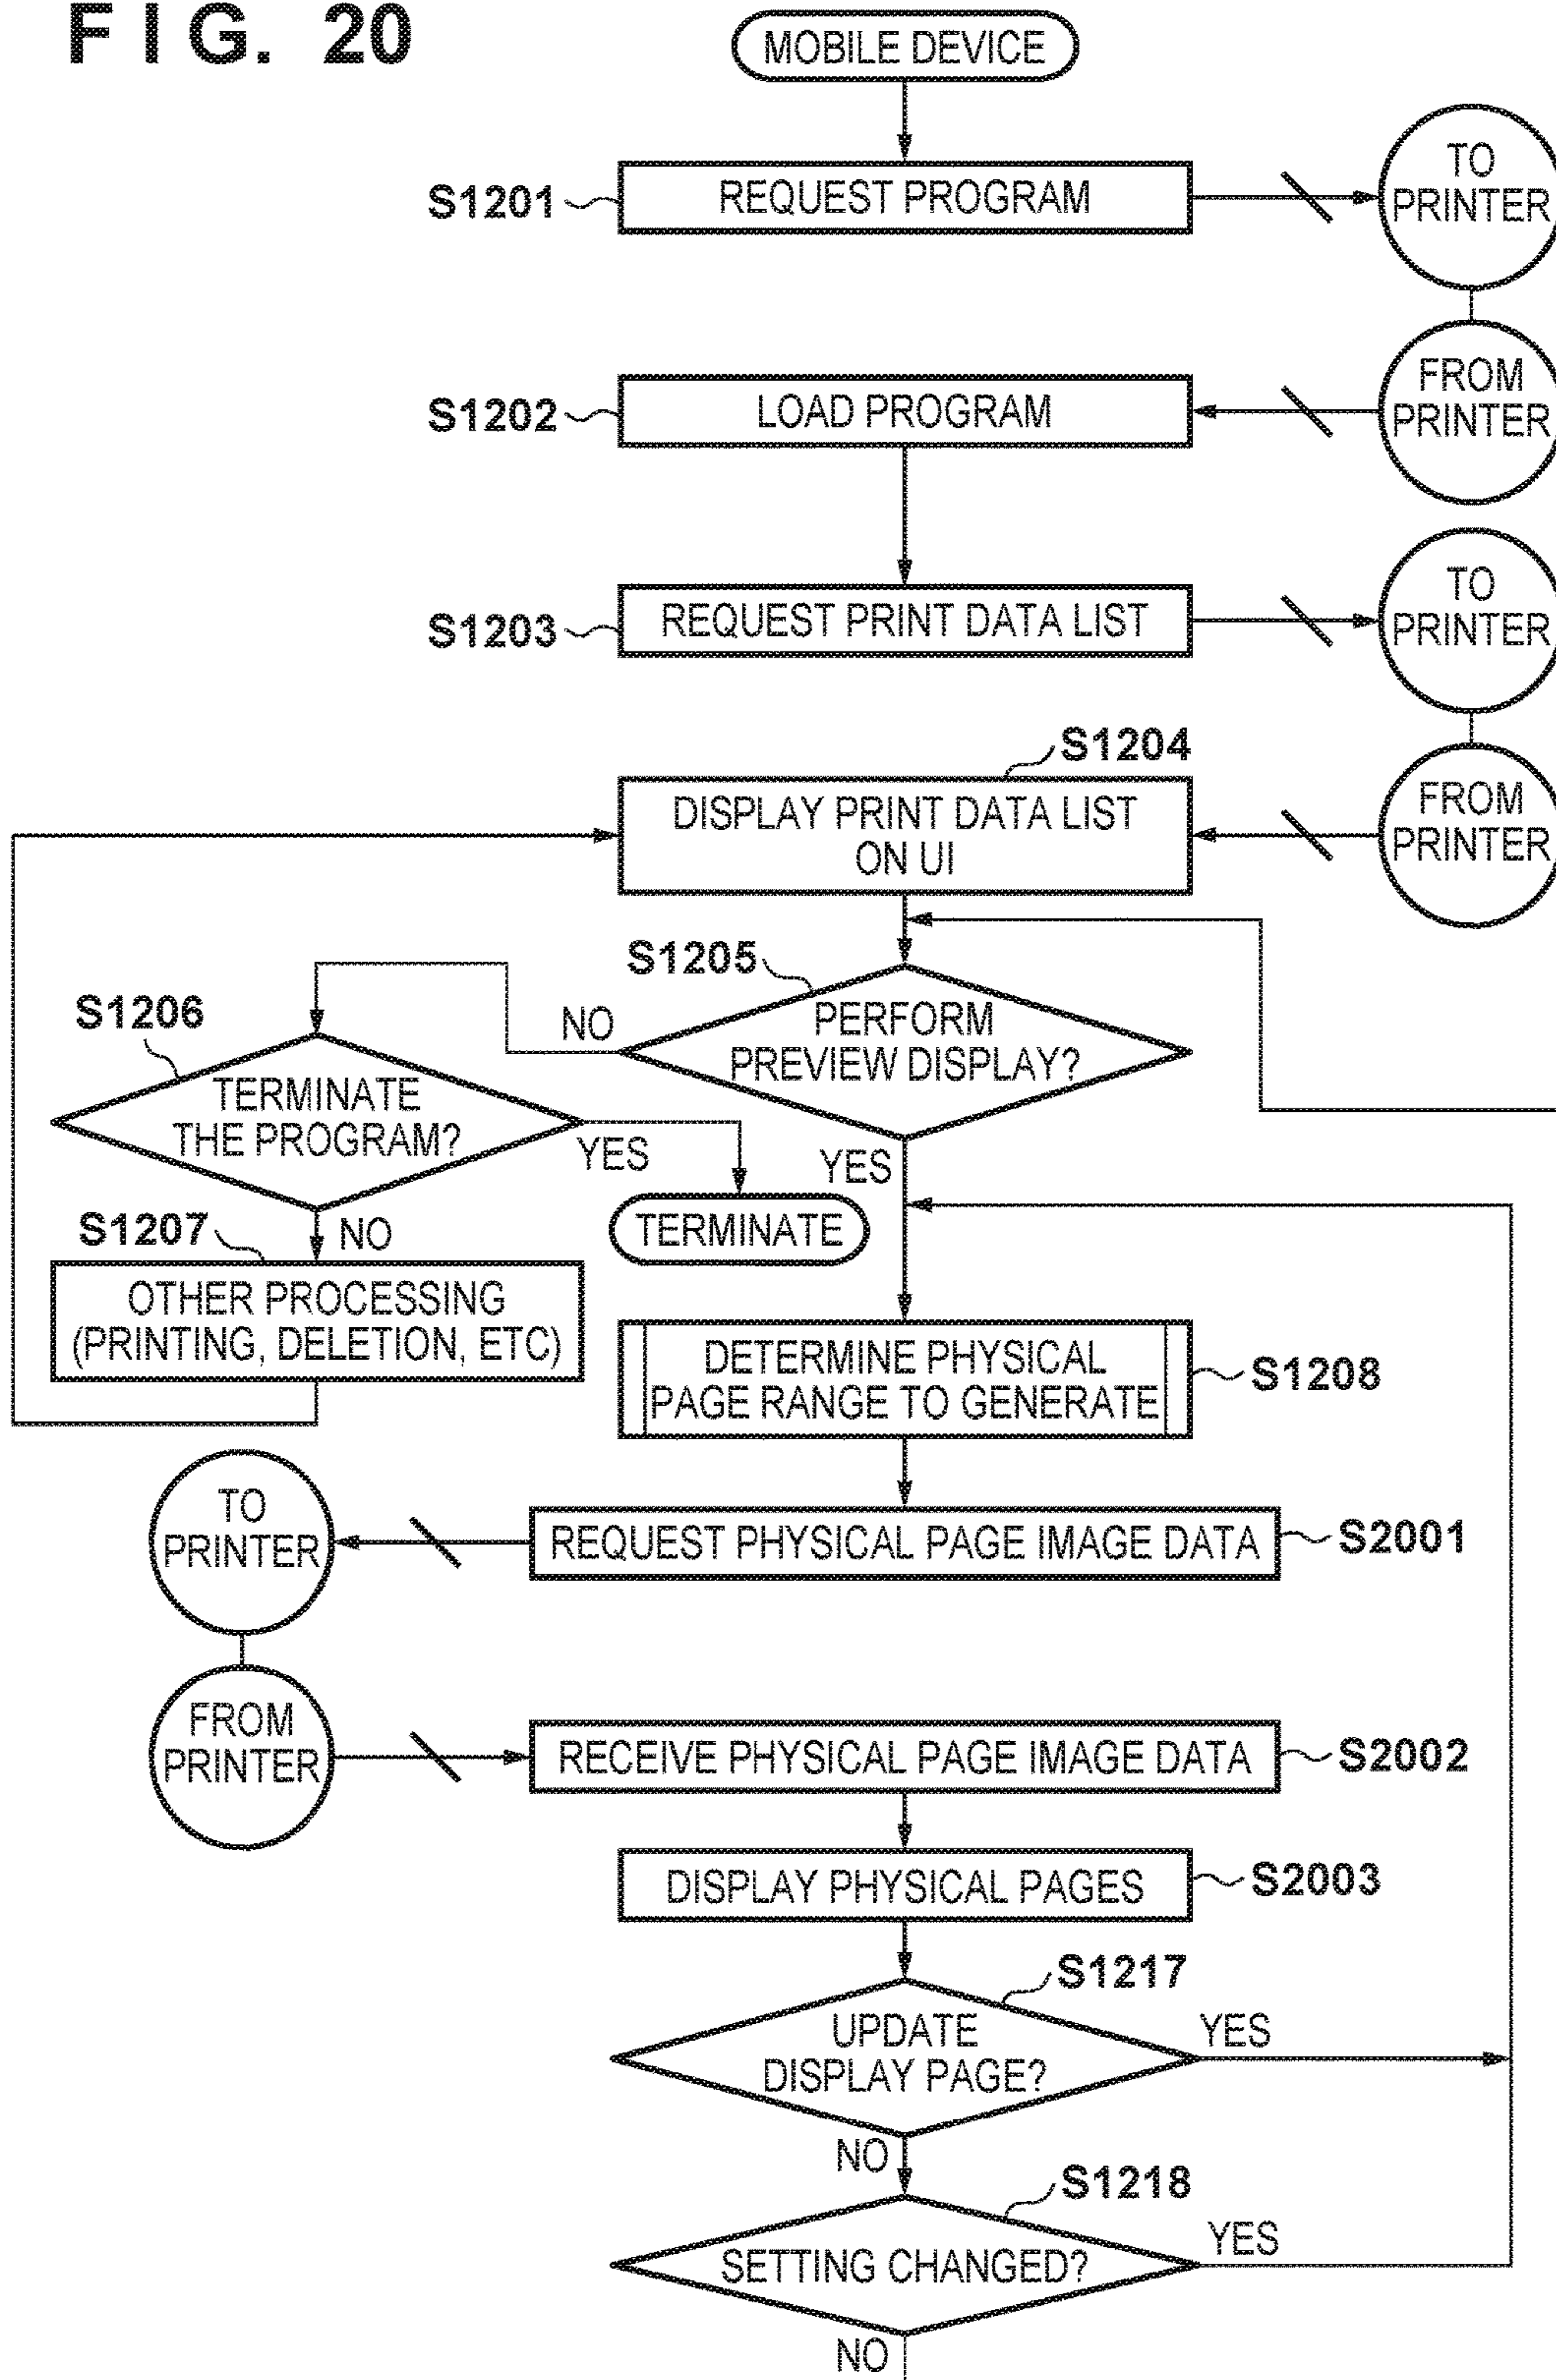 FIG. 20
MOBILE DEVICE
S1201
REQUEST PROGRAM
TO
PRINTER
S1202
LOAD PROGRAM
FROM
PRINTER
S1203
REQUEST PRINT DATA LIST
TO
PRINTER
S1204
DISPLAY PRINT DATA LIST
ON UI
FROM
PRINTER
S1205
PERFORM
PREVIEW DISPLAY?
NO
YES
S1206
TERMINATE
THE PROGRAM?
YES
TERMINATE
NO
S1207
OTHER PROCESSING
(PRINTING, DELETION, ETC)
DETERMINE PHYSICAL
PAGE RANGE TO GENERATE
S1208
TO
PRINTER
REQUEST PHYSICAL PAGE IMAGE DATA
S2001
FROM
PRINTER
RECEIVE PHYSICAL PAGE IMAGE DATA
S2002
DISPLAY PHYSICAL PAGES
S2003
S1217
UPDATE
DISPLAY PAGE?
YES
NO
S1218
SETTING CHANGED?
YES
NO